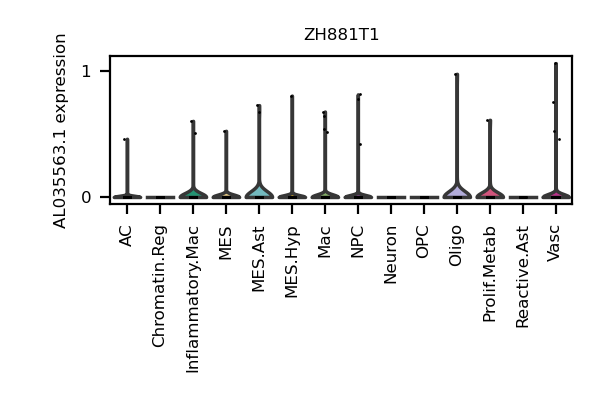 ZH881T1
AL035563.1 expression
1
0
AC
Chromatin.Reg
Inflammatory.Mac
MES
MES.Ast
MES.Hyp
Mac
NPC
Neuron
OPC
Oligo
Prolif.Metab
Reactive.Ast
Vasc